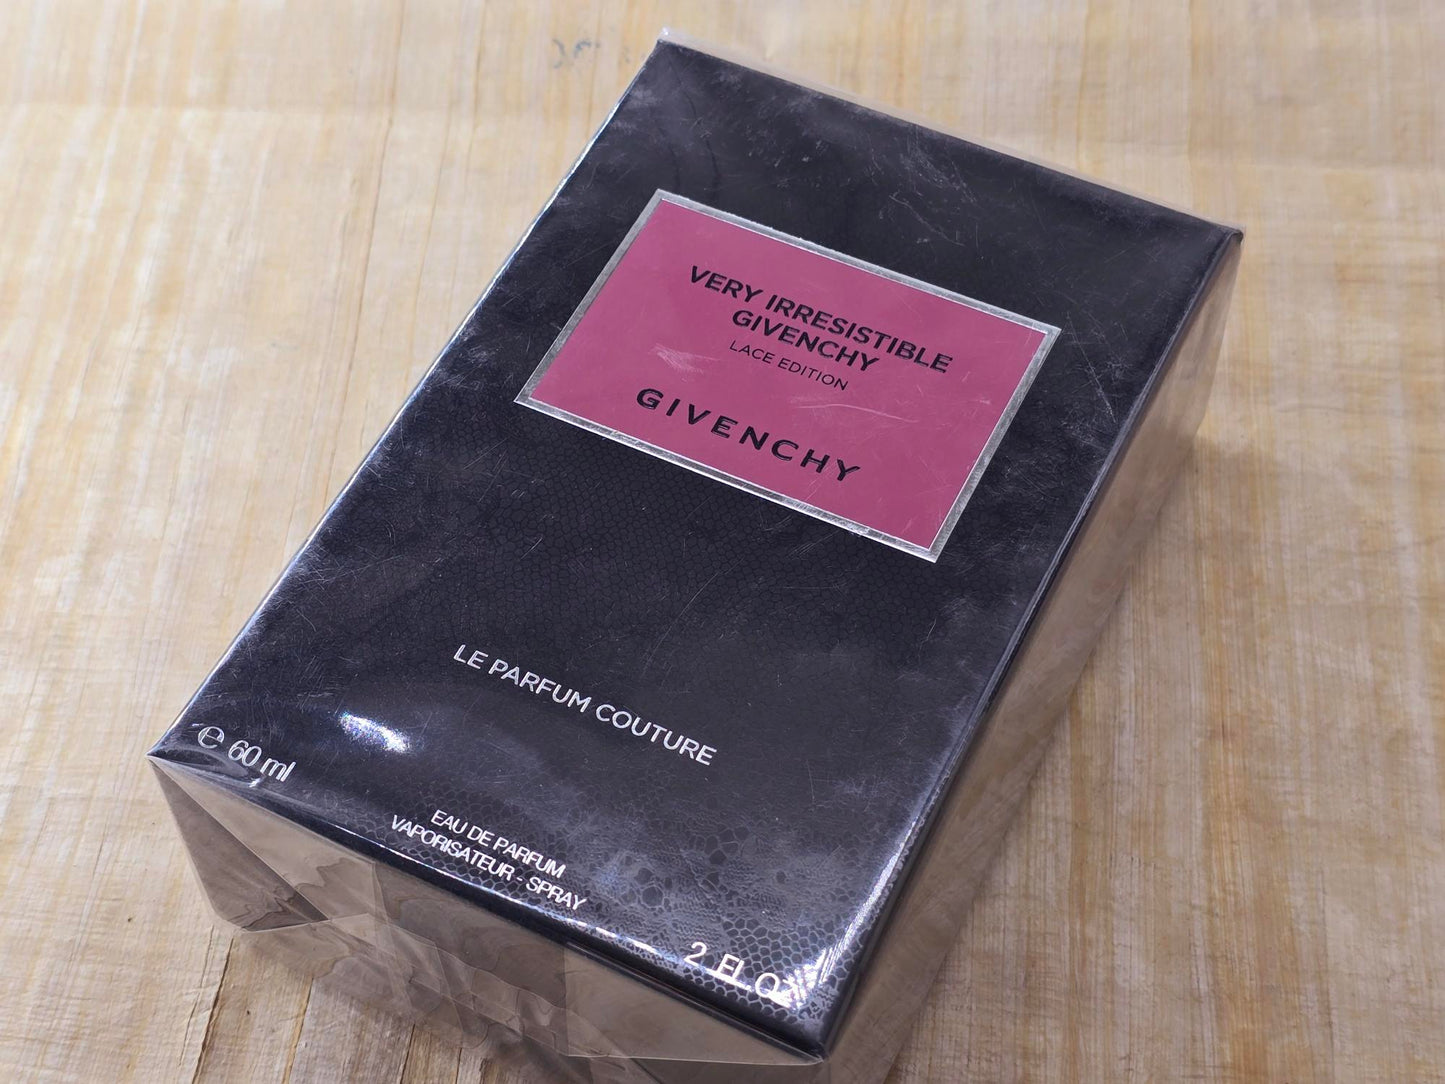 VERY IRRESISTIBLE
GIVENCHY
LACE EDITION
GIVENCHY
LE PARFUM COUTURE
℮ 60 ml
EAU DE PARFUM
VAPORISATEUR - SPRAY
2 FL OZ